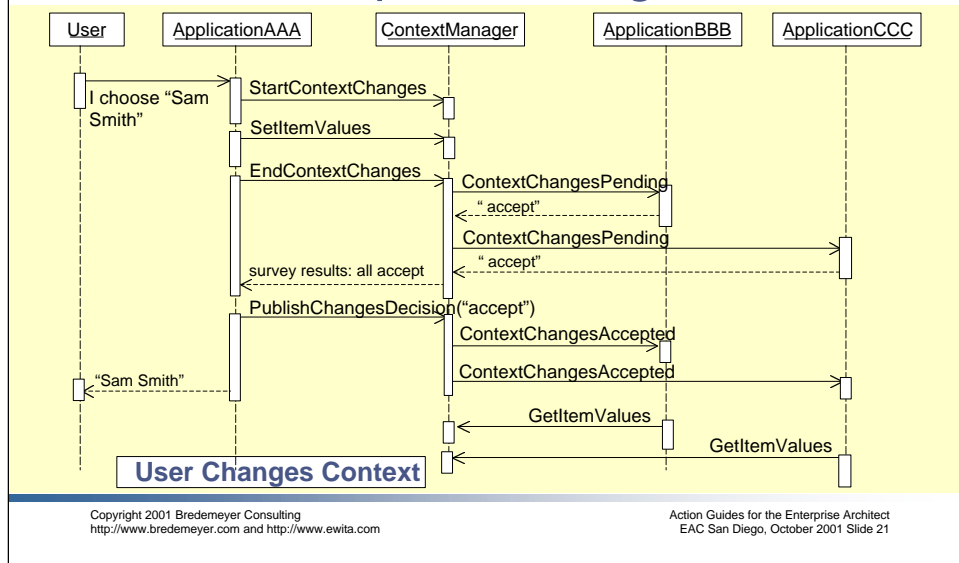 User ApplicationAAA ContextManager ApplicationBBB ApplicationCCC
I choose “Sam
Smith”
StartContextChanges
SetItemValues
EndContextChanges
ContextChangesPending
“ accept”
ContextChangesPending
“ accept”
survey results: all accept
PublishChangesDecision(“accept”)
ContextChangesAccepted
ContextChangesAccepted
“Sam Smith”
GetItemValues
GetItemValues
User Changes Context
Copyright 2001 Bredemeyer Consulting
http://www.bredemeyer.com and http://www.ewita.com
Action Guides for the Enterprise Architect
EAC San Diego, October 2001 Slide 21